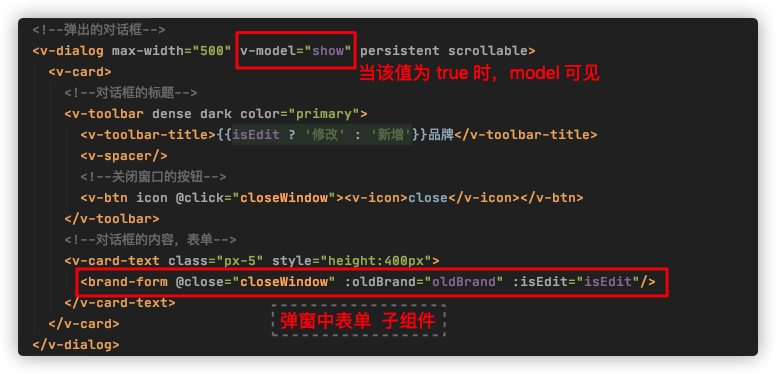 <!--弹出的对话框-->
<v-dialog max-width="500" v-model="show" persistent scrollable>
当该值为 true 时，model 可见
<v-card>
<!--对话框的标题-->
<v-toolbar dense dark color="primary">
<v-toolbar-title>{{isEdit ? '修改' : '新增'}}品牌</v-toolbar-title>
<v-spacer/>
<!--关闭窗口的按钮-->
<v-btn icon @click="closeWindow"><v-icon>close</v-icon></v-btn>
</v-toolbar>
<!--对话框的内容，表单-->
<v-card-text class="px-5" style="height:400px">
<brand-form @close="closeWindow" :oldBrand="oldBrand" :isEdit="isEdit"/>
</v-card-text>
弹窗中表单 子组件
</v-card>
</v-dialog>